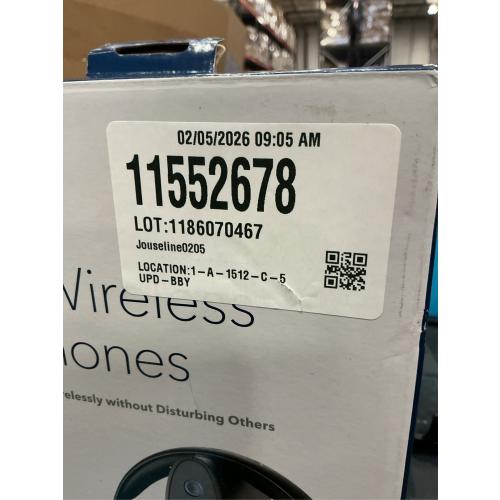 02/05/2026 09:05 AM
11552678
LOT:1186070467
Jouseline0205
LOCATION:1-A-1512-C-5
UPD-BBY
Wireless
ones
elessly without Disturbing Others